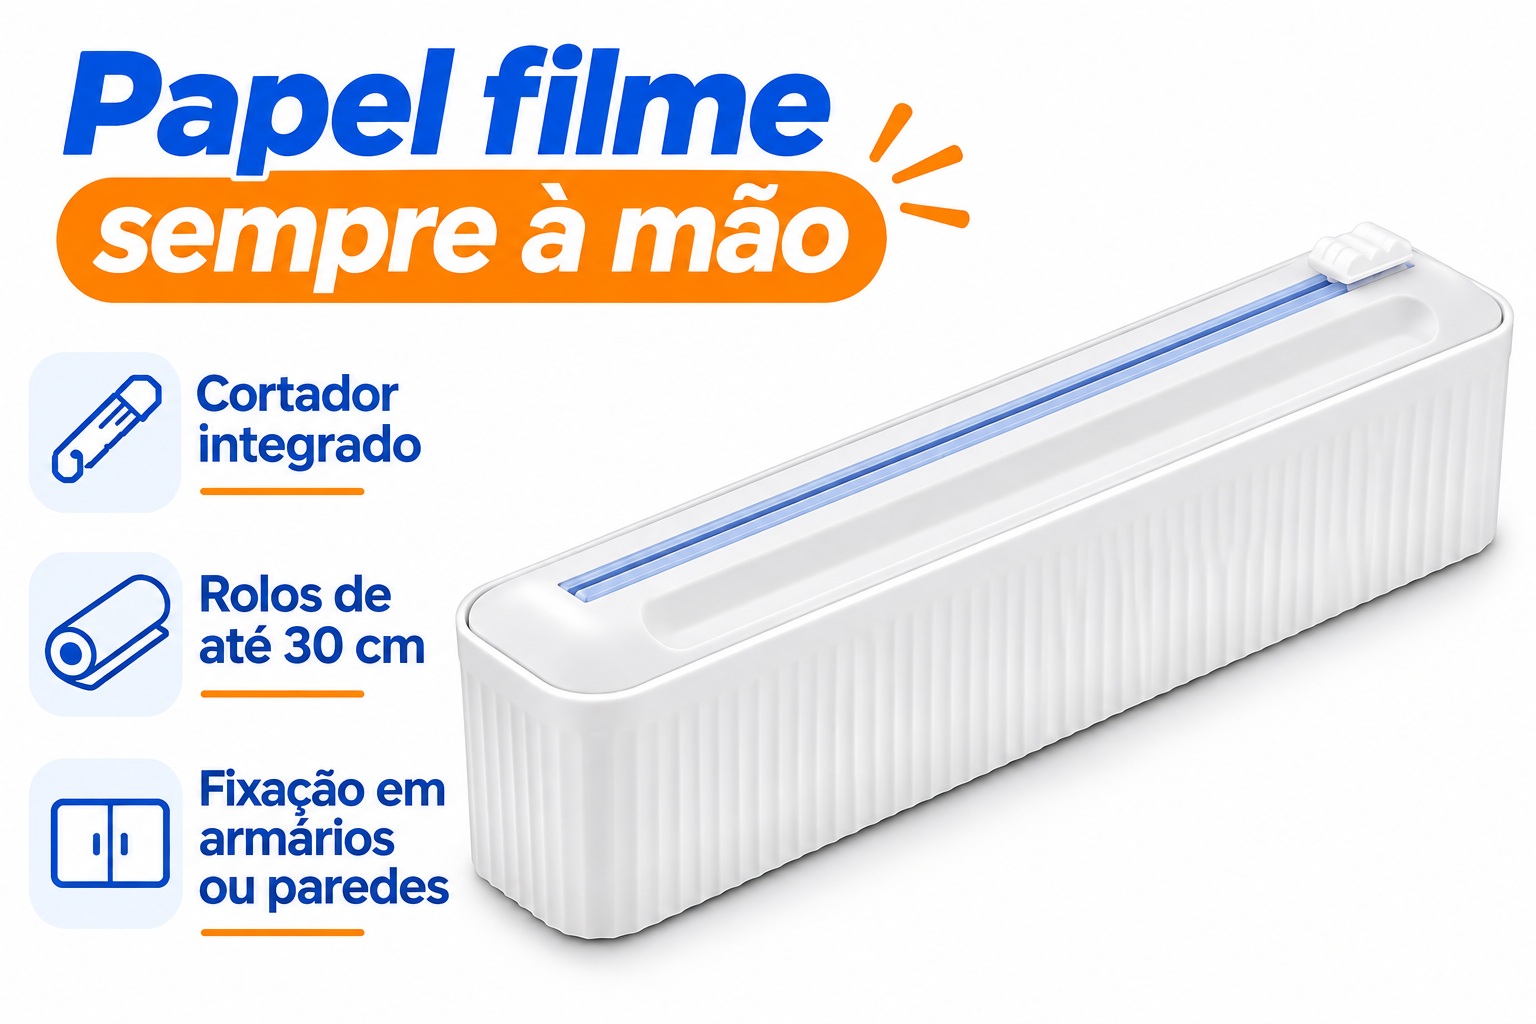 Papel filme
sempre à mão
Cortador
integrado
Rolos de
até 30 cm
Fixação em
armários
ou paredes